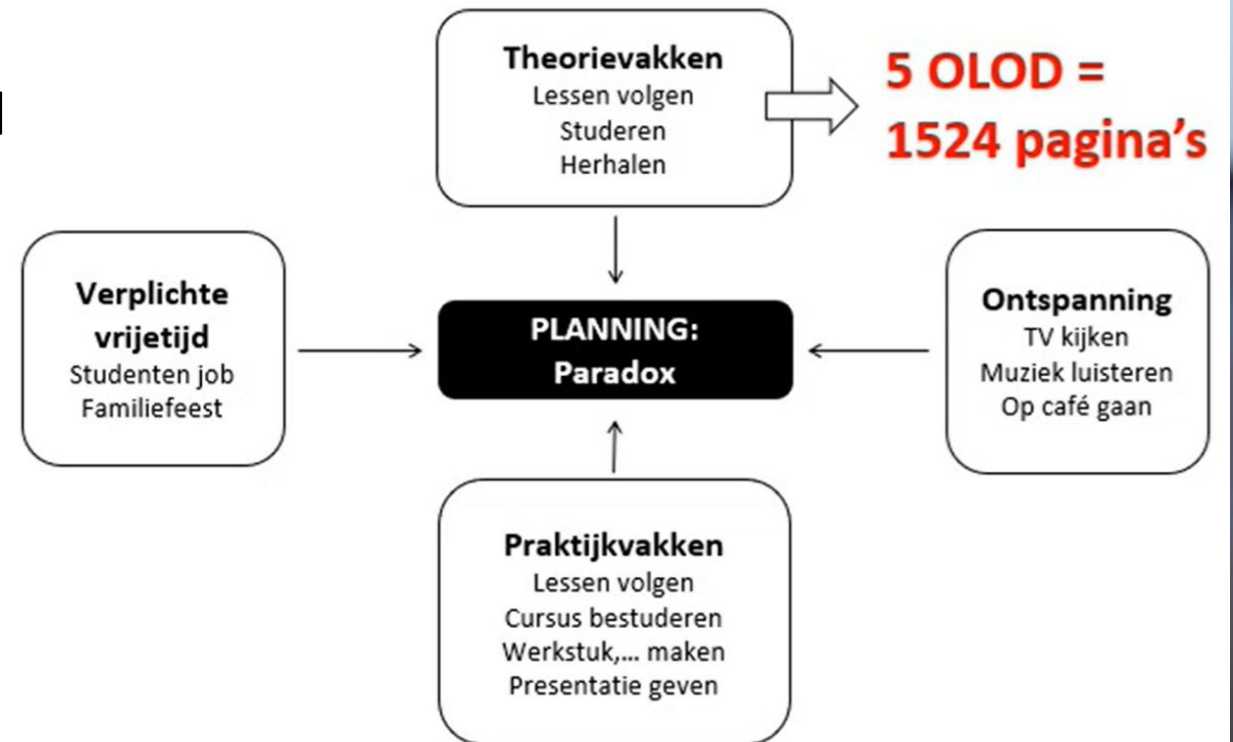 Theorievakken
Lessen volgen
Studeren
Herhalen
5 OLOD =
1524 pagina's
Verplichte
vrijetijd
Studenten job
Familiefeest
PLANNING:
Paradox
Ontspanning
TV kijken
Muziek luisteren
Op café gaan
Praktijkvakken
Lessen volgen
Cursus bestuderen
Werkstuk,... maken
Presentatie geven